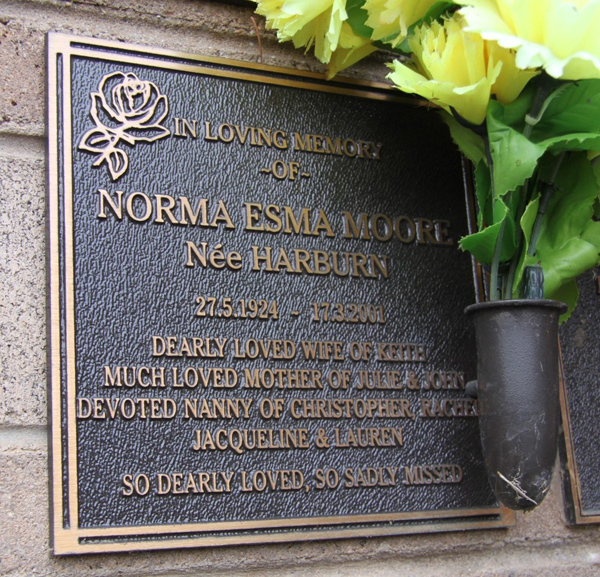 IN LOVING MEMORY
~OF~
NORMA ESMA MOORE
Née HARBURN
27.5.1924 - 17.3.2001
DEARLY LOVED WIFE OF KEITH
MUCH LOVED MOTHER OF JULIE & JOHN
DEVOTED NANNY OF CHRISTOPHER,
JACQUELINE & LAUREN
SO DEARLY LOVED, SO SADLY MISSED